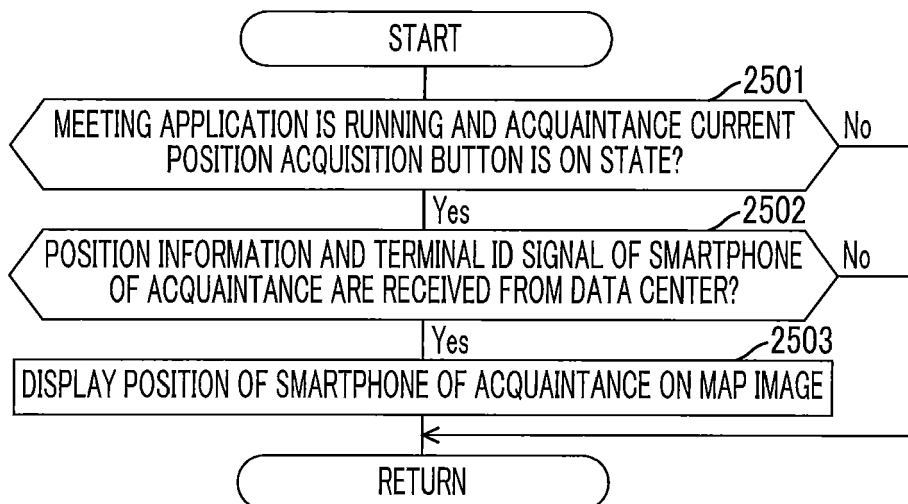 START
2501
MEETING APPLICATION IS RUNNING AND ACQUAINTANCE CURRENT
POSITION ACQUISITION BUTTON IS ON STATE?
No
Yes
2502
POSITION INFORMATION AND TERMINAL ID SIGNAL OF SMARTPHONE
OF ACQUAINTANCE ARE RECEIVED FROM DATA CENTER?
No
Yes
2503
DISPLAY POSITION OF SMARTPHONE OF ACQUAINTANCE ON MAP IMAGE
RETURN